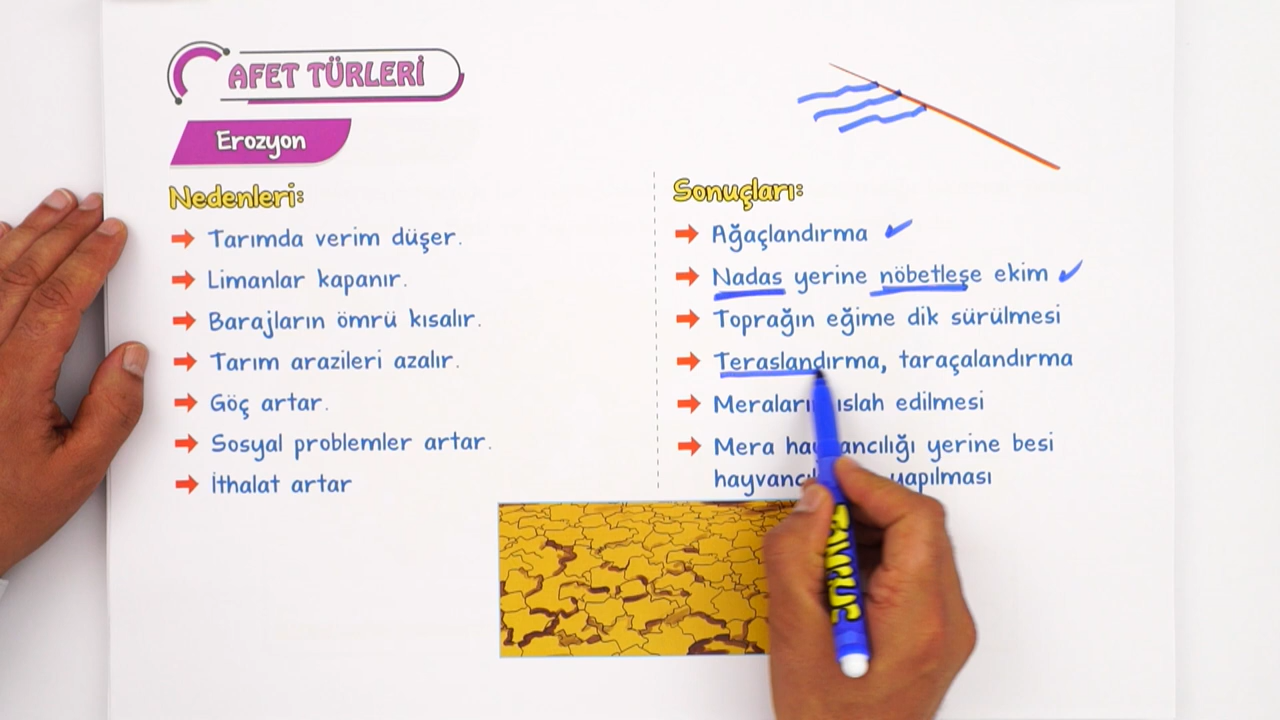 AFET TÜRLERİ
Erozyon
Nedenleri:
Tarımda verim düşer.
Limanlar kapanır.
Barajların ömrü kısalır.
Tarım arazileri azalır.
Göç artar.
Sosyal problemler artar.
İthalat artar
Sonuçları:
Ağaçlandırma
Nadas yerine nöbetleşe ekim
Toprağın eğime dik sürülmesi
Teraslandırma, taraçalandırma
ıslah edilmesi
Mera yerine besi
yapılması